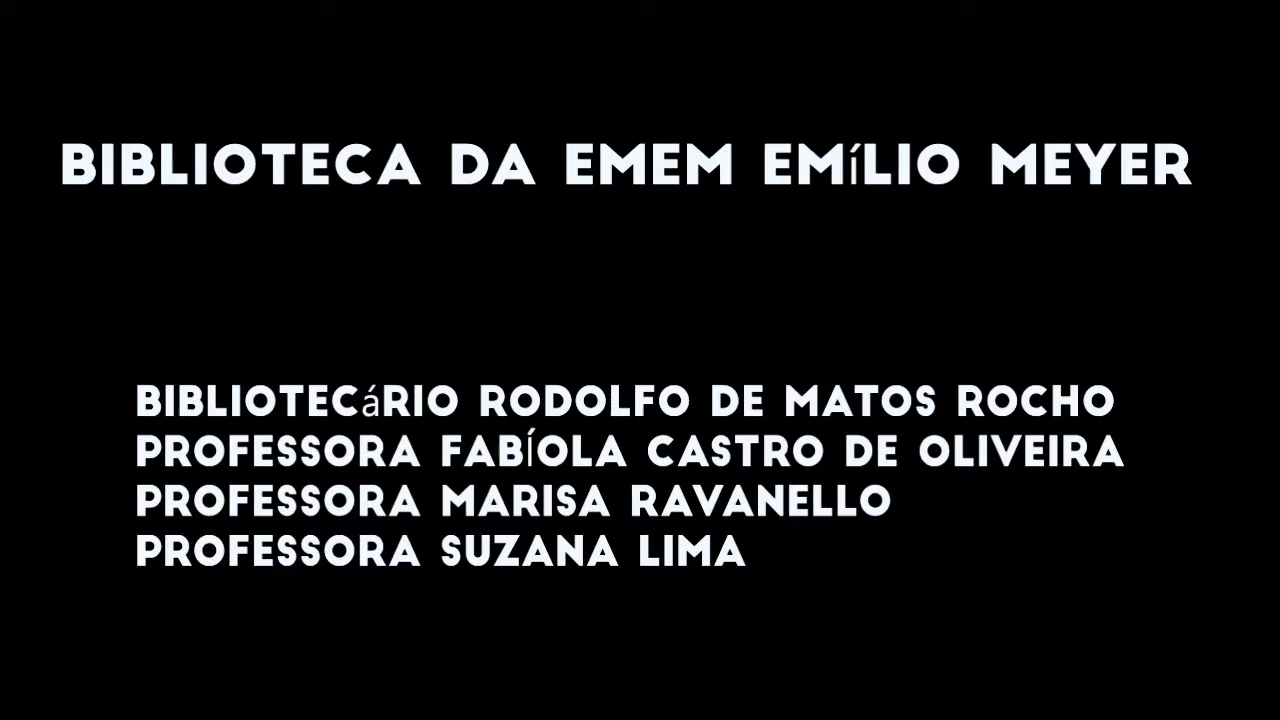 BIBLIOTECA DA EMEM EMíLIO MEYER
BIBLIOTECáRIO RODOLFO DE MATOS ROCHO
PROFESSORA FABÍOLA CASTRO DE OLIVEIRA
PROFESSORA MARISA RAVANELLO
PROFESSORA SUZANA LIMA